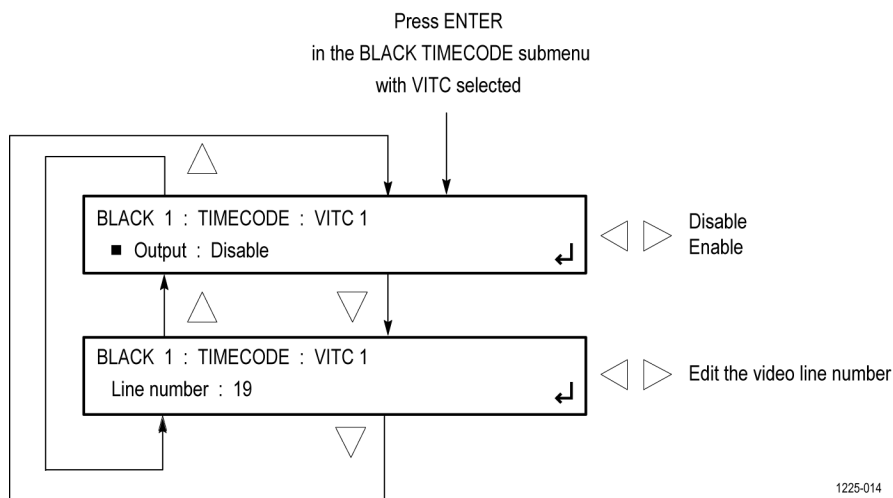 Press ENTER
in the BLACK TIMECODE submenu
with VITC selected
BLACK 1 : TIMECODE : VITC 1
■ Output : Disable
Disable
Enable
BLACK 1 : TIMECODE : VITC 1
Line number : 19
Edit the video line number
1225-014